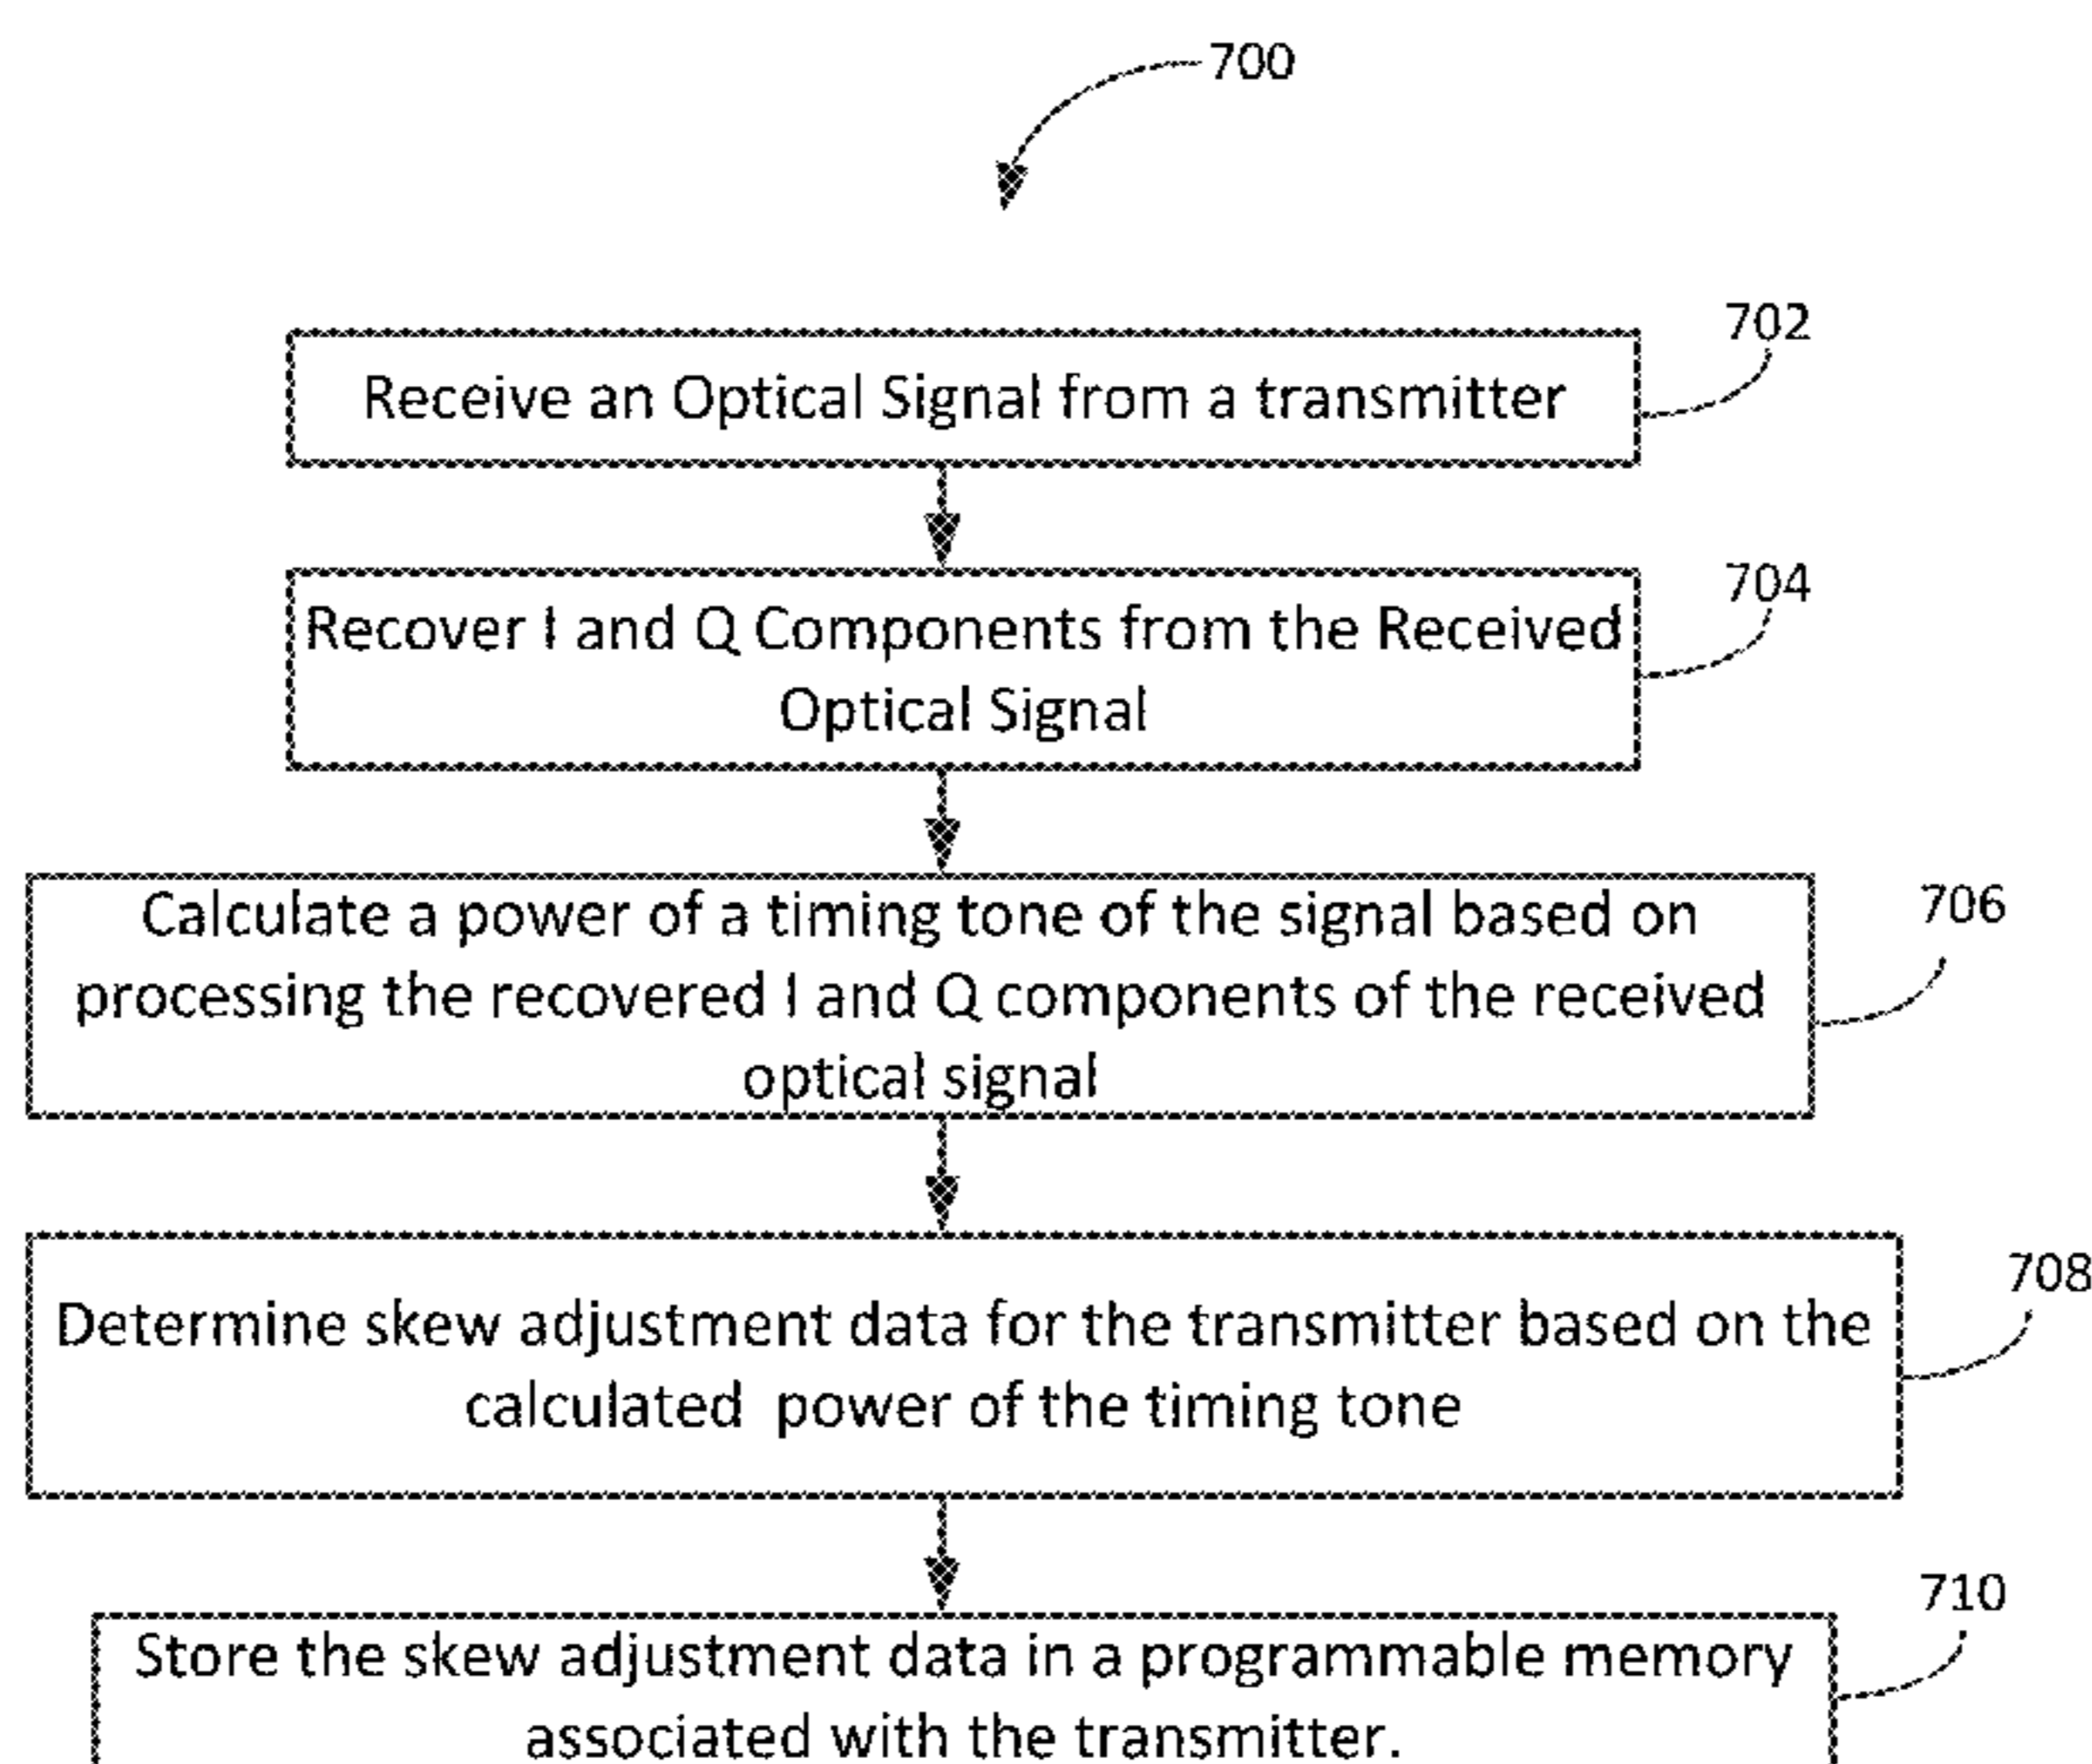 700
702
Receive an Optical Signal from a transmitter
704
Recover I and Q Components from the Received
Optical Signal
706
Calculate a power of a timing tone of the signal based on
processing the recovered I and Q components of the received
optical signal
708
Determine skew adjustment data for the transmitter based on the
calculated power of the timing tone
710
Store the skew adjustment data in a programmable memory
associated with the transmitter.